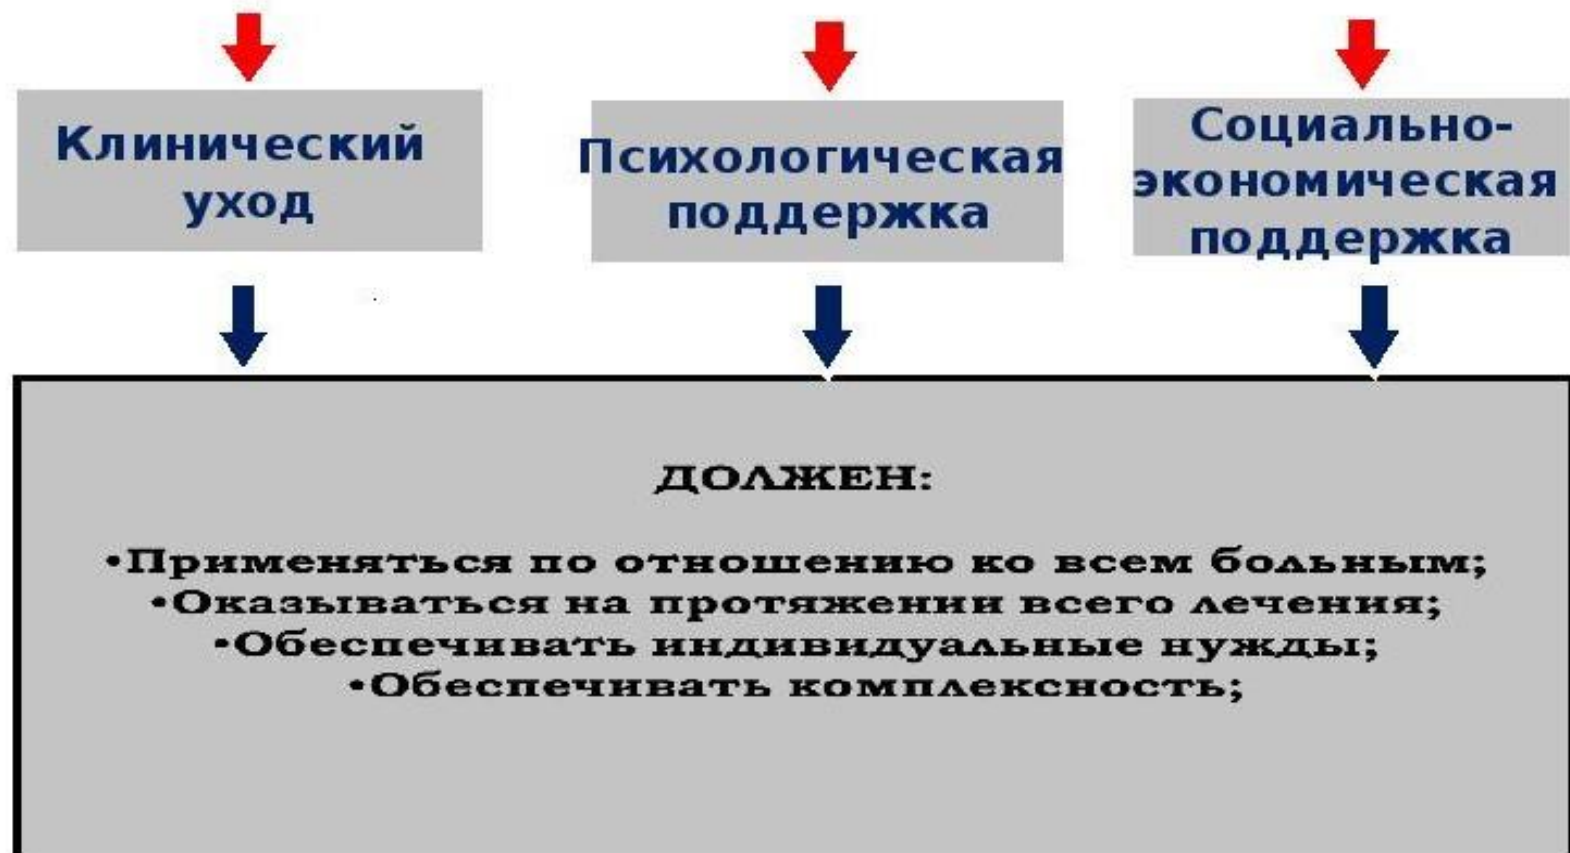 Клинический
уход
Психологическая
поддержка
Социально-
экономическая
поддержка
ДОЛЖЕН:
•Применяться по отношению ко всем больным;
•Оказываться на протяжении всего лечения;
•Обеспечивать индивидуальные нужды;
•Обеспечивать комплексность;